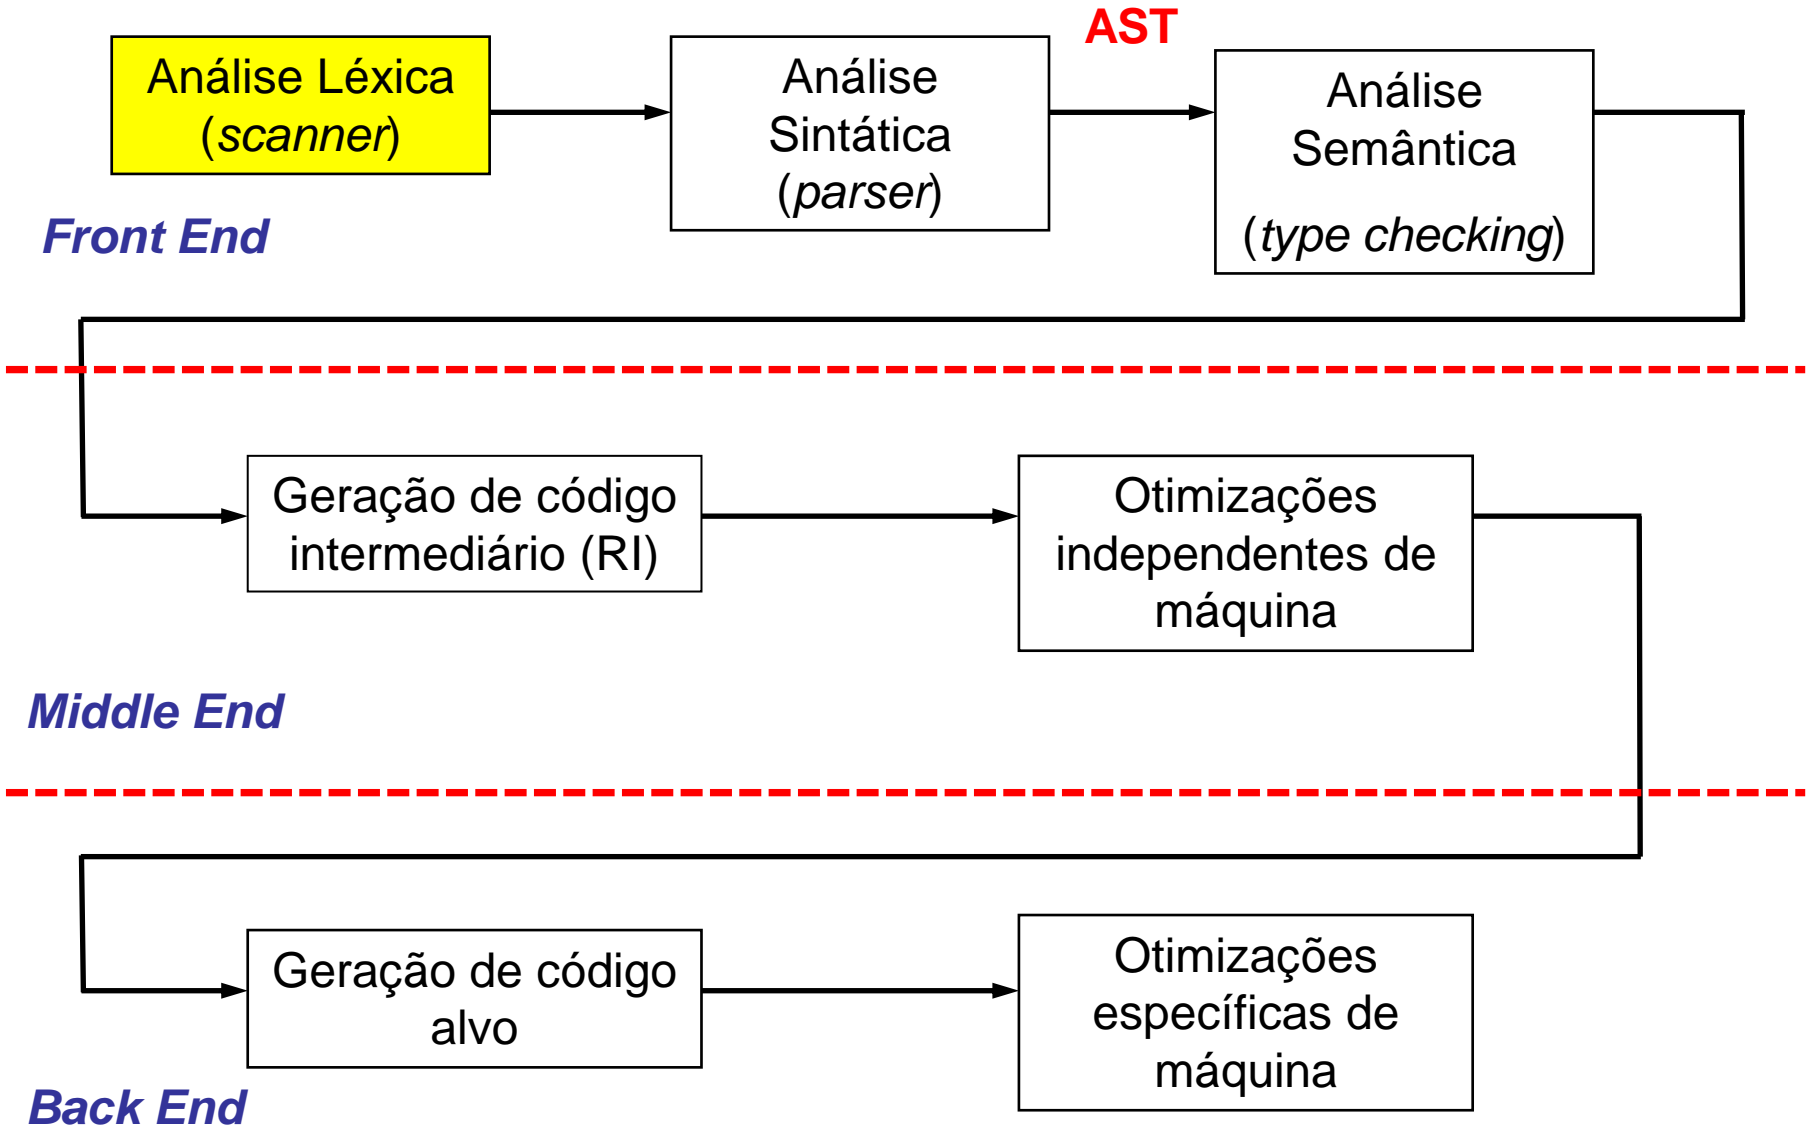 AST
Análise Léxica
(scanner)
Análise
Sintática
(parser)
Análise
Semântica
(type checking)
Front End
Geração de código
intermediário (RI)
Otimizações
independentes de
máquina
Middle End
Geração de código
alvo
Otimizações
específicas de
máquina
Back End